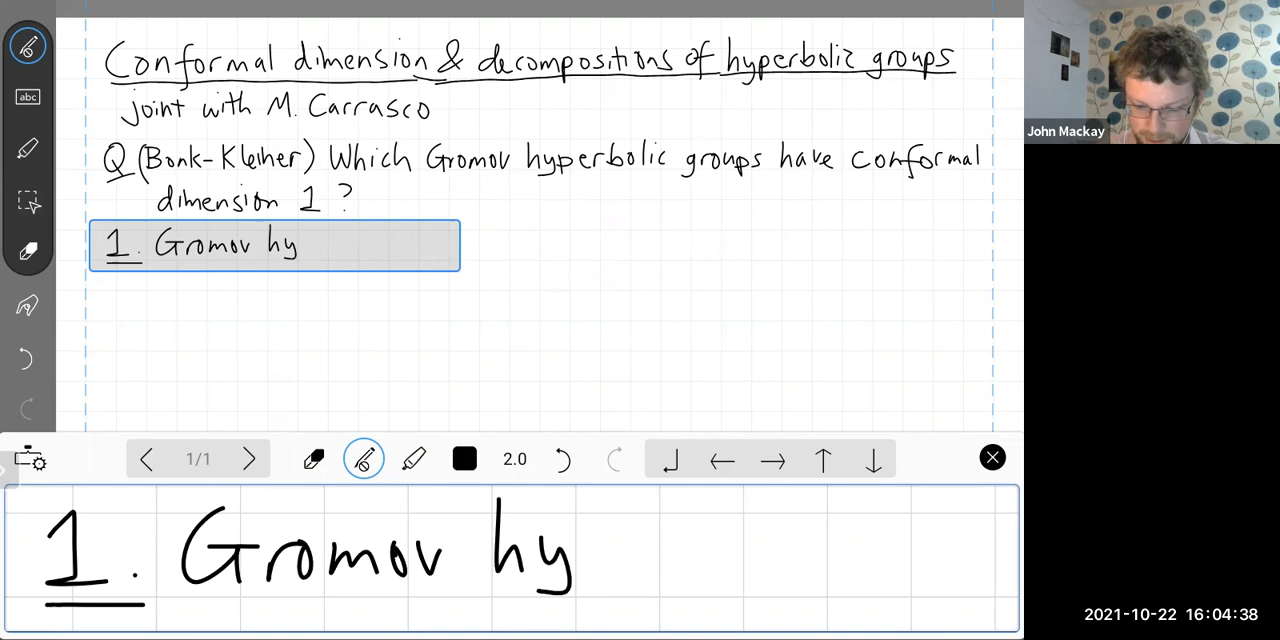 Conformal dimension & decompositions of hyperbolic groups
joint with M. Carrasco
Q (Bonk-Kleiner) Which Gromov hyperbolic groups have conformal
dimension 1 ?
1. Gromov hy
abc
John Mackay
1/1
2.0
1. Gromov hy
2021-10-22 16:04:38